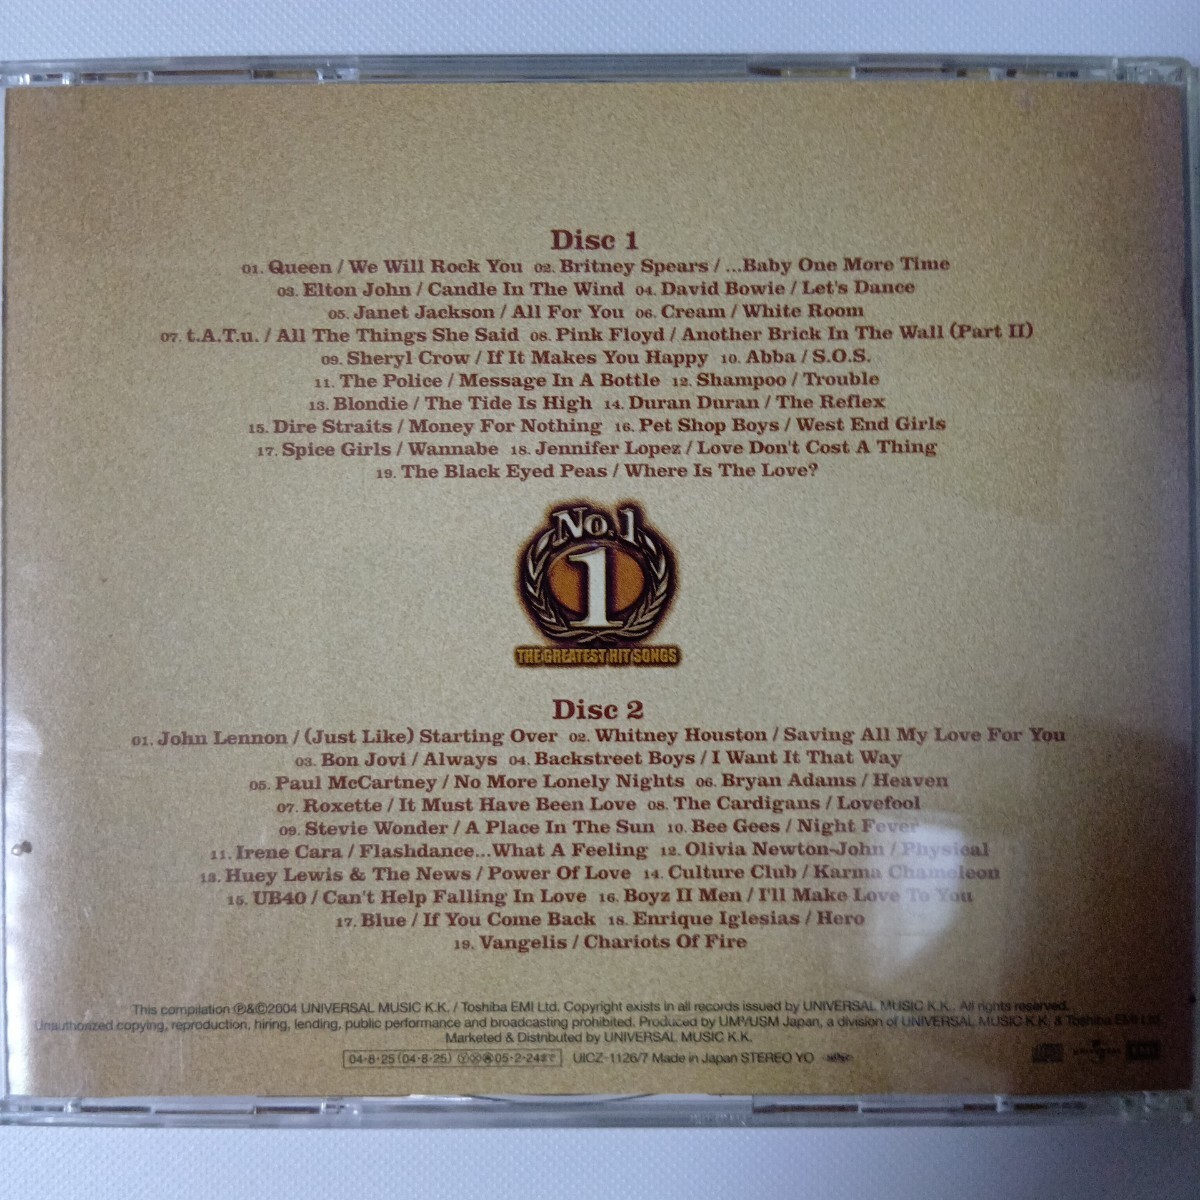 Disc 1
01. Queen / We Will Rock You 02. Britney Spears / ...Baby One More Time
03. Elton John / Candle In The Wind 04. David Bowie / Let's Dance
05. Janet Jackson / All For You 06. Cream / White Room
07. t.A.T.u. / All The Things She Said 08. Pink Floyd / Another Brick In The Wall (Part II)
09. Sheryl Crow / If It Makes You Happy 10. Abba / S.O.S.
11. The Police / Message In A Bottle 12. Shampoo / Trouble
13. Blondie / The Tide Is High 14. Duran Duran / The Reflex
15. Dire Straits / Money For Nothing 16. Pet Shop Boys / West End Girls
17. Spice Girls / Wannabe 18. Jennifer Lopez / Love Don't Cost A Thing
19. The Black Eyed Peas / Where Is The Love?
No.1
1
THE GREATEST HIT SONGS
Disc 2
01. John Lennon / (Just Like) Starting Over 02. Whitney Houston / Saving All My Love For You
03. Bon Jovi / Always 04. Backstreet Boys / I Want It That Way
05. Paul McCartney / No More Lonely Nights 06. Bryan Adams / Heaven
07. Roxette / It Must Have Been Love 08. The Cardigans / Lovefool
09. Stevie Wonder / A Place In The Sun 10. Bee Gees / Night Fever
11. Irene Cara / Flashdance...What A Feeling 12. Olivia Newton-John / Physical
13. Huey Lewis & The News / Power Of Love 14. Culture Club / Karma Chameleon
15. UB40 / Can't Help Falling In Love 16. Boyz II Men / I'll Make Love To You
17. Blue / If You Come Back 18. Enrique Iglesias / Hero
19. Vangelis / Chariots Of Fire
This compilation ℗&©2004 UNIVERSAL MUSIC K.K. / Toshiba EMI Ltd. Copyright exists in all records issued by UNIVERSAL MUSIC K.K.. All rights reserved.
Unauthorized copying, reproduction, hiring, lending, public performance and broadcasting prohibited. Produced by UM³/USM Japan, a division of UNIVERSAL MUSIC K.K. & Toshiba EMI Ltd.
Marketed & Distributed by UNIVERSAL MUSIC K.K.
04·8·25 (04·8·25) Ⓨ Ⓧ 05·2·24まで UICZ-1126/7 Made in Japan STEREO YO